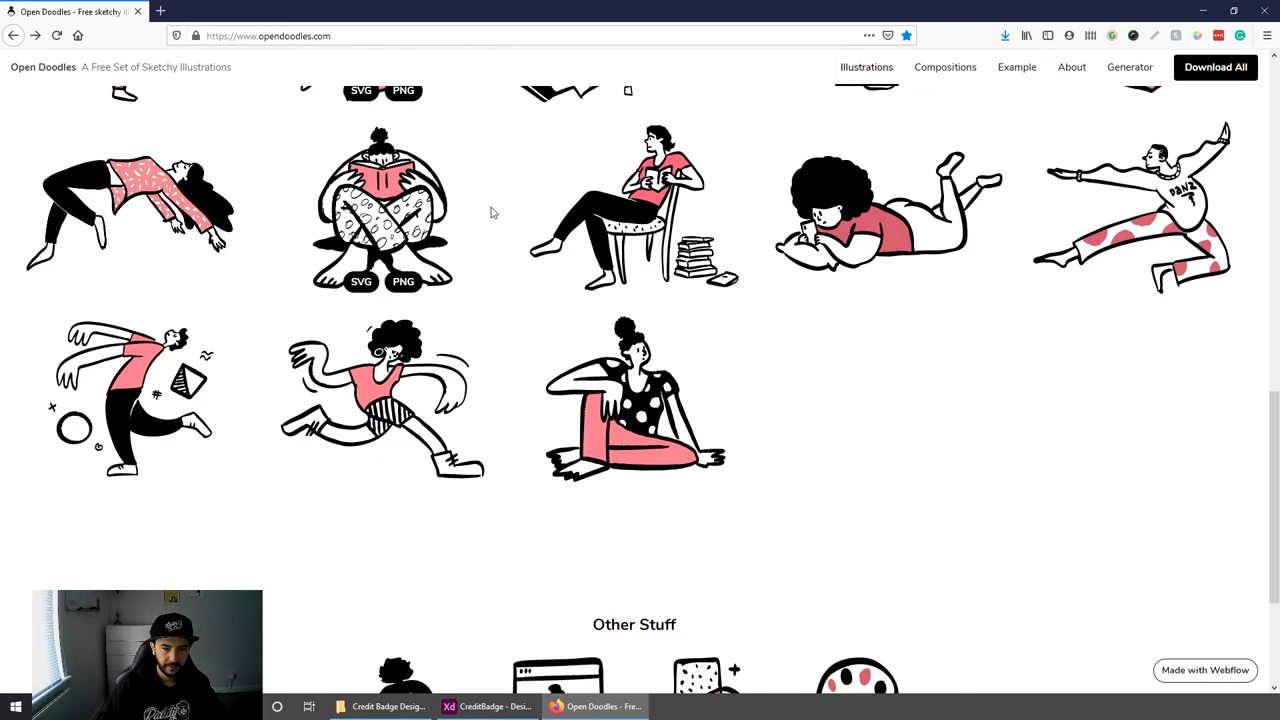 Open Doodles - Free sketchy ill
https://www.opendoodles.com
Open Doodles A Free Set of Sketchy Illustrations
Illustrations Compositions Example About Generator Download All
SVG PNG
DANZ
SVG PNG
Other Stuff
Made with Webflow
Credit Badge Desig...
Xd CreditBadge - Desi...
Open Doodles - Fre...